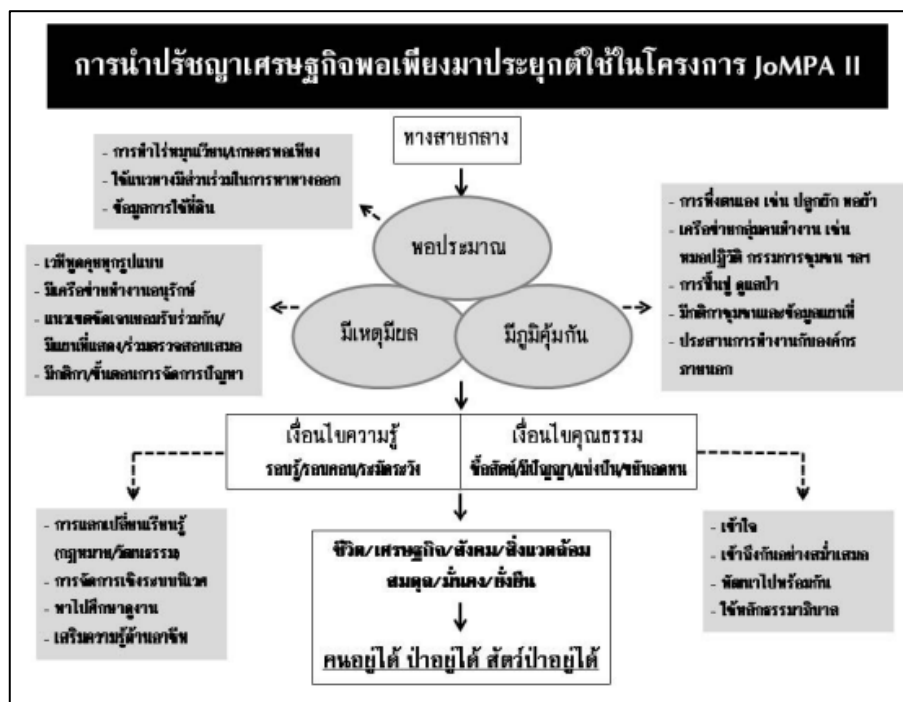 การนำปรัชญาเศรษฐกิจพอเพียงมาประยุกต์ใช้ในโครงการ JoMPA II
ทางสายกลาง
- การทำไร่หมุนเวียน/เกษตรพอเพียง
- ใช้แนวทางมีส่วนร่วมในการหาทางออก
- ข้อมูลการใช้ที่ดิน
พอประมาณ
- การพึ่งตนเอง เช่น ปลูกผัก ทอผ้า
- เครือข่ายกลุ่มคนทำงาน เช่น
หมอปฏิวัติ กรรมการชุมชน ฯลฯ
- การฟื้นฟู ดูแลป่า
- มีกติกาชุมชนและข้อมูลแผนที่
- ประสานการทำงานกับองค์กร
ภายนอก
- เวทีพูดคุยทุกรูปแบบ
- มีเครือข่ายทำงานอนุรักษ์
- แนวเขตชัดเจนยอมรับร่วมกัน/
มีแผนที่แสดง/ร่วมตรวจสอบเสมอ
- มีกติกา/ขั้นตอนการจัดการปัญหา
มีเหตุมีผล
มีภูมิคุ้มกัน
เงื่อนไขความรู้
รอบรู้/รอบคอบ/ระมัดระวัง
เงื่อนไขคุณธรรม
ซื่อสัตย์/มีปัญญา/แบ่งปัน/ขยันอดทน
- การแลกเปลี่ยนเรียนรู้
(กฎหมาย/วัฒนธรรม)
- การจัดการเชิงระบบนิเวศ
- พาไปศึกษาดูงาน
- เสริมความรู้ด้านอาชีพ
ชีวิต/เศรษฐกิจ/สังคม/สิ่งแวดล้อม
สมดุล/มั่นคง/ยั่งยืน
คนอยู่ได้ ป่าอยู่ได้ สัตว์ป่าอยู่ได้
- เข้าใจ
- เข้าถึงกันอย่างสม่ำเสมอ
- พัฒนาไปพร้อมกัน
- ใช้หลักธรรมาภิบาล